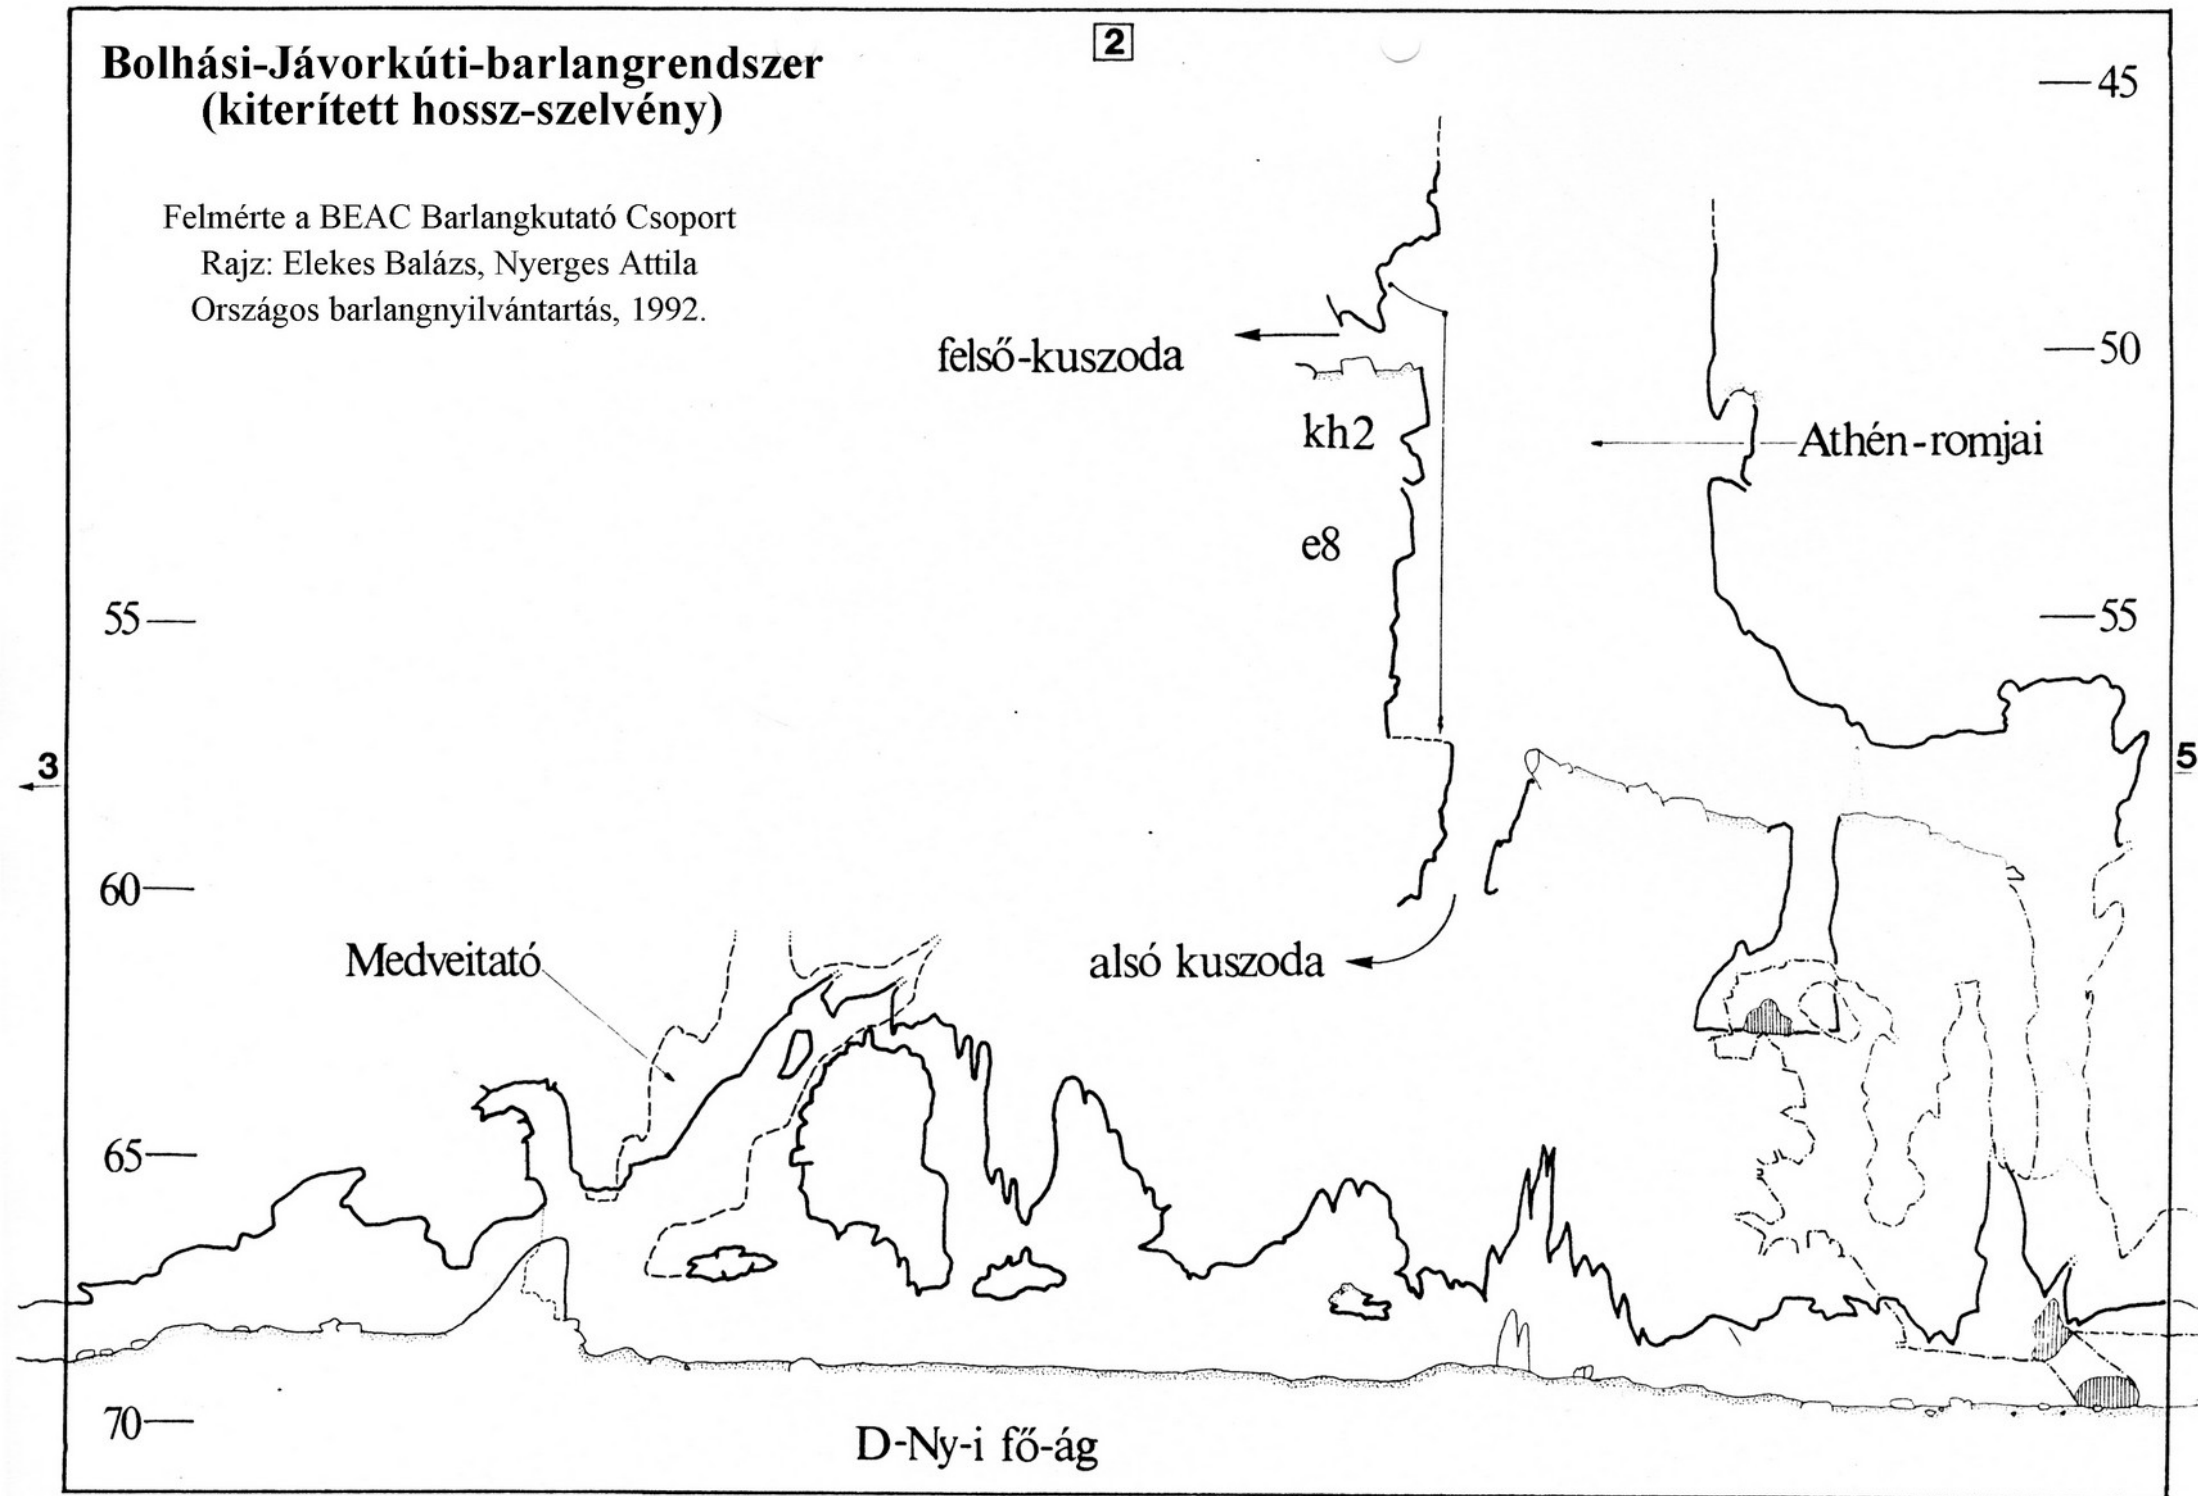 Bolhási-Jávorkúti-barlangrendszer
(kiterített hossz-szelvény)
2
Felmérte a BEAC Barlangkutató Csoport
Rajz: Elekes Balázs, Nyerges Attila
Országos barlangnyilvántartás, 1992.
45
50
felső-kuszoda
kh2
Athén-romjai
e8
55
55
3
5
60
Medveitató
alsó kuszoda
65
70
D-Ny-i fő-ág